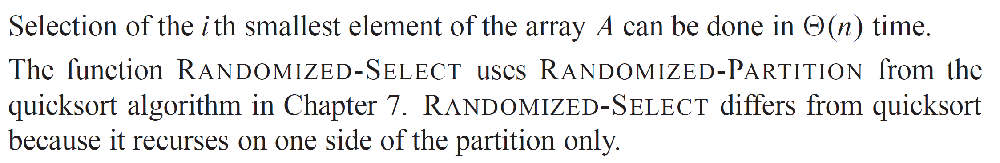 Selection of the ith smallest element of the array A can be done in Θ(n) time.
The function RANDOMIZED-SELECT uses RANDOMIZED-PARTITION from the
quicksort algorithm in Chapter 7. RANDOMIZED-SELECT differs from quicksort
because it recurses on one side of the partition only.